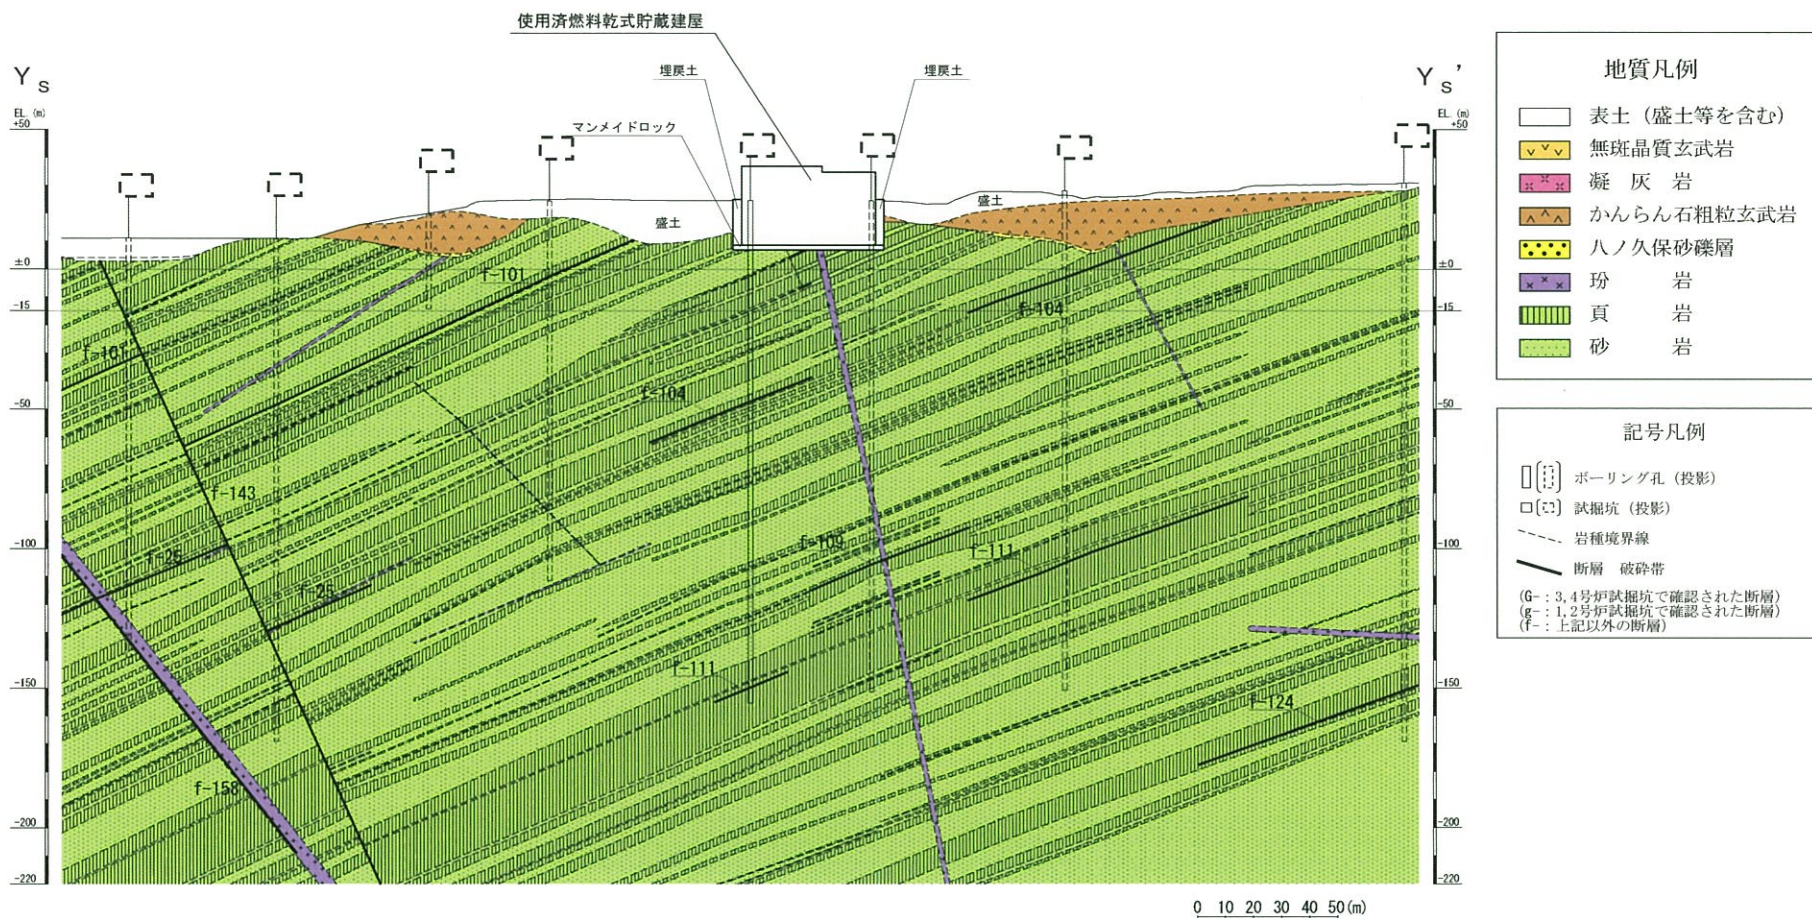 使用済燃料乾式貯蔵建屋
埋戻土
埋戻土
マンメイドロック
盛土
盛土
Ys
Ys'
EL. (m)
+50
±0
-15
-50
-100
-150
-200
-220
EL. (m)
+50
±0
-15
-50
-100
-150
-200
-220
f-101
f-104
f-101
f-104
f-143
f-25
f-25
f-109
f-111
f-111
f-124
f-158
0 10 20 30 40 50(m)
地質凡例
表土（盛土等を含む）
無斑晶質玄武岩
凝 灰 岩
かんらん石粗粒玄武岩
八ノ久保砂礫層
玢 岩
頁 岩
砂 岩
記号凡例
ボーリング孔（投影）
試掘坑（投影）
岩種境界線
断層 破砕帯
(G-：3,4号炉試掘坑で確認された断層)
(g-：1,2号炉試掘坑で確認された断層)
(f-：上記以外の断層)